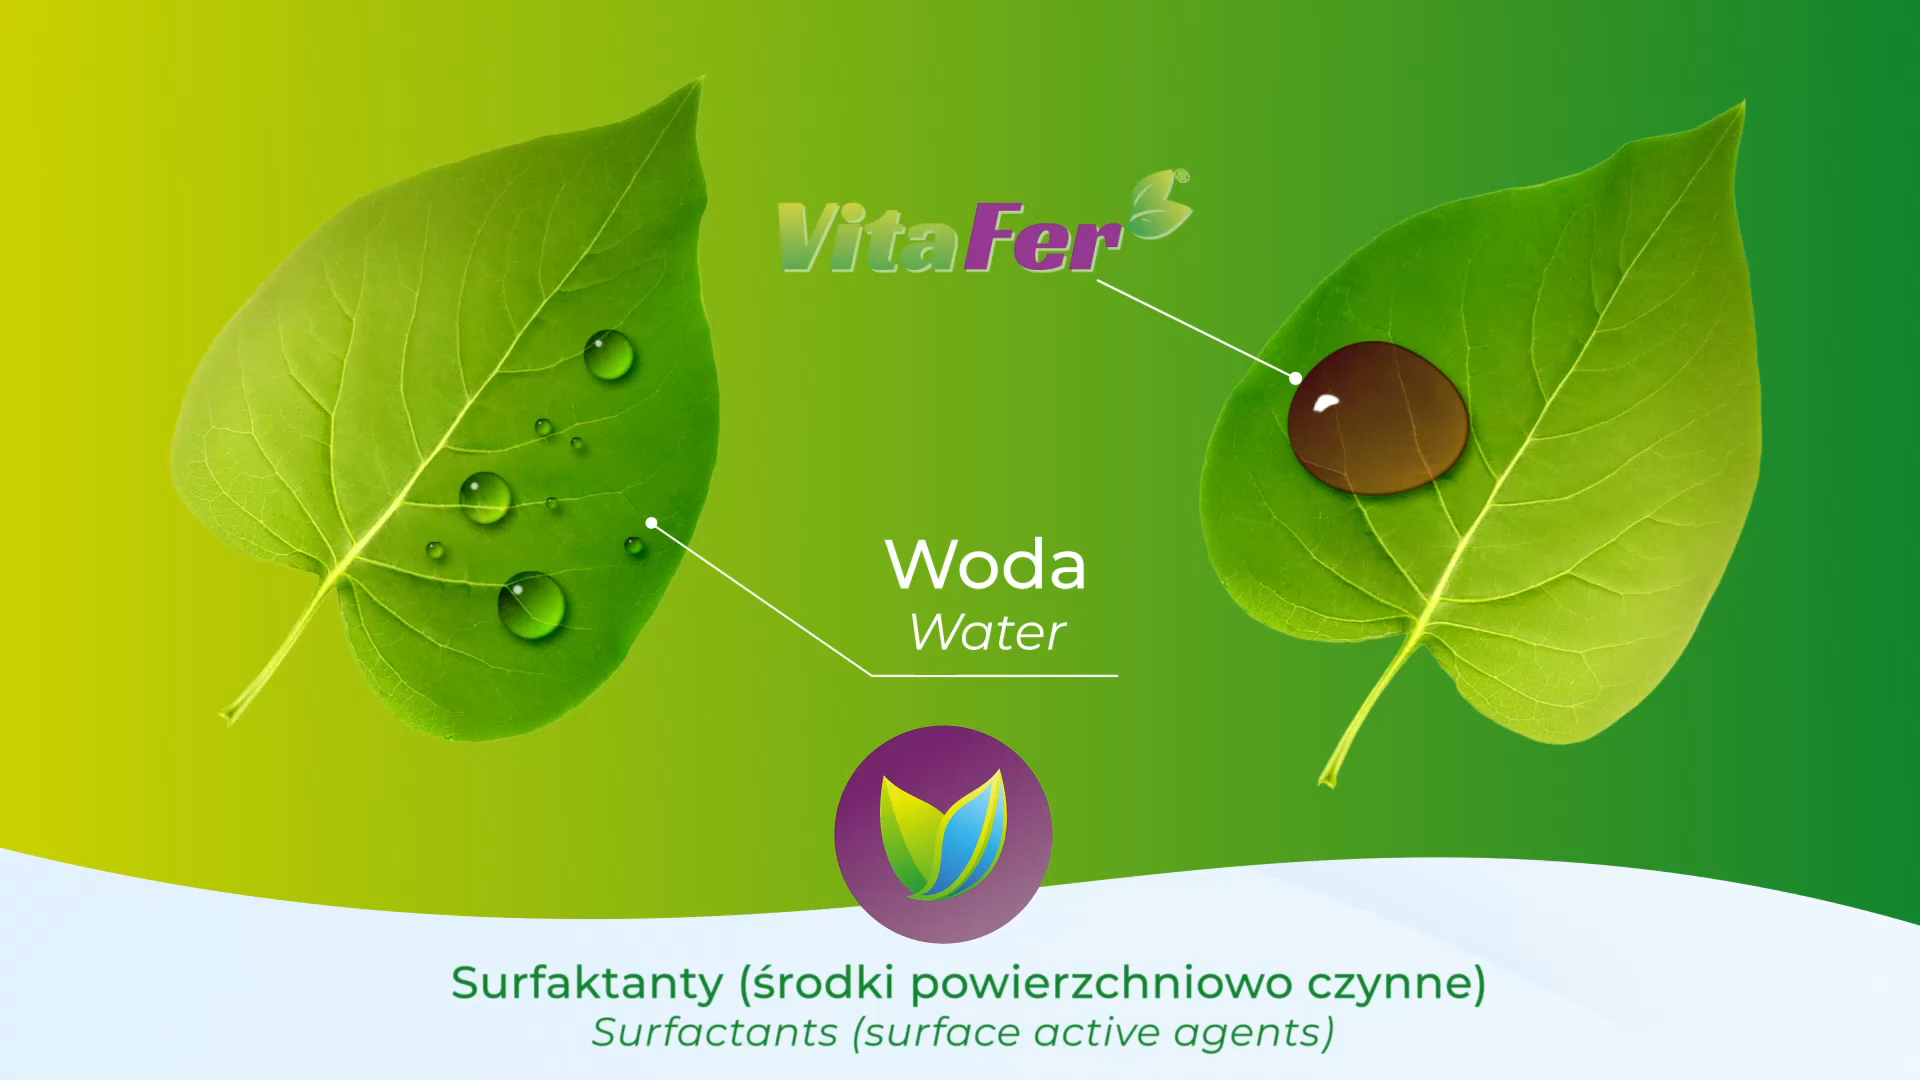 VitaFer®
Woda
Water
Surfaktanty (środki powierzchniowo czynne)
Surfactants (surface active agents)